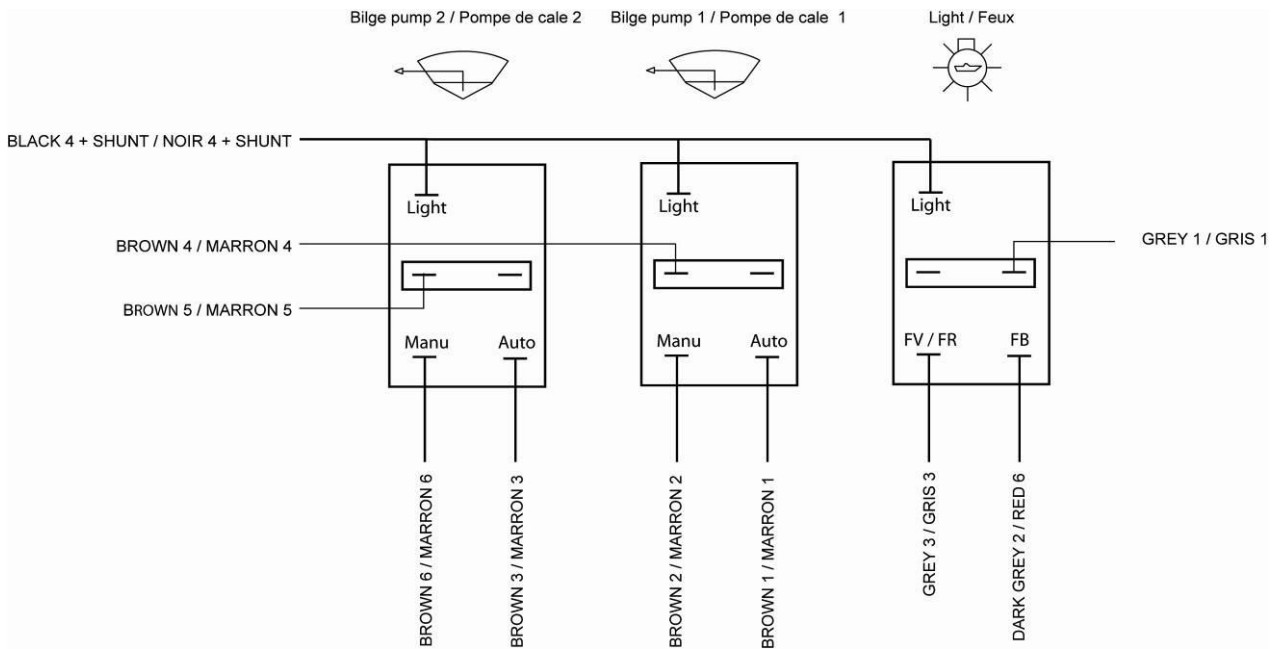 Bilge pump 2 / Pompe de cale 2
Bilge pump 1 / Pompe de cale 1
Light / Feux
BLACK 4 + SHUNT / NOIR 4 + SHUNT
Light
Light
Light
BROWN 4 / MARRON 4
GREY 1 / GRIS 1
BROWN 5 / MARRON 5
Manu
Auto
Manu
Auto
FV / FR
FB
BROWN 6 / MARRON 6
BROWN 3 / MARRON 3
BROWN 2 / MARRON 2
BROWN 1 / MARRON 1
GREY 3 / GRIS 3
DARK GREY 2 / RED 6